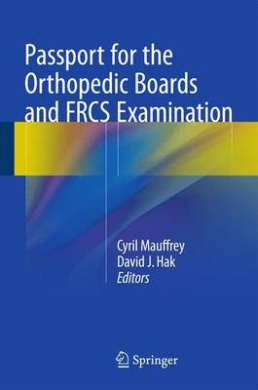 Passport for the
Orthopedic Boards
and FRCS Examination
Cyril Mauffrey
David J. Hak
Editors
Springer